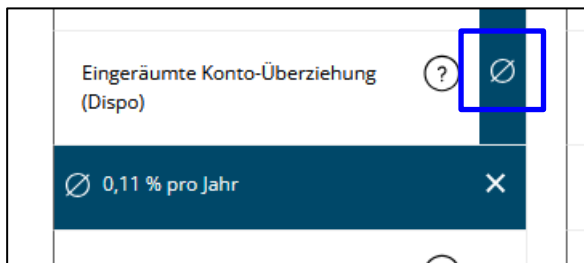 Eingeräumte Konto-Überziehung ? ∅
(Dispo)
∅ 0,11 % pro Jahr ×